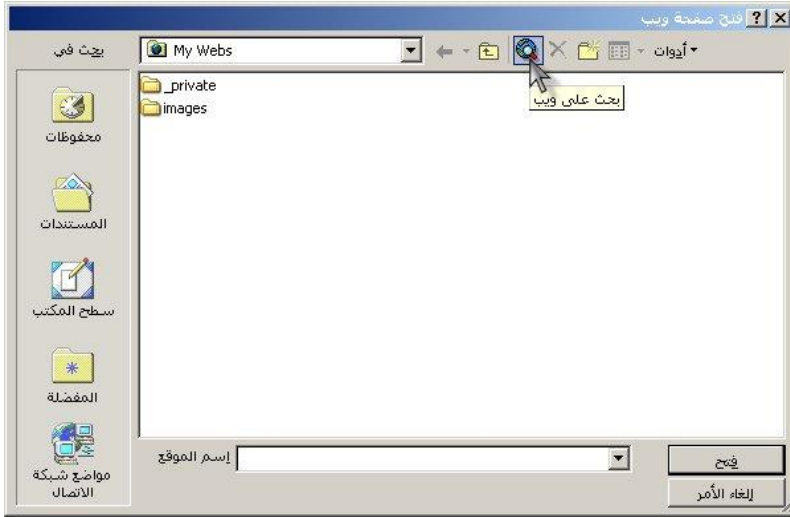 فتح صفحة ويب
بحث في
My Webs
أدوات
بحث على ويب
_private
images
محفوظات
المستندات
سطح المكتب
المفضلة
مواضع شبكة
الاتصال
إسم الموقع
فتح
إلغاء الأمر